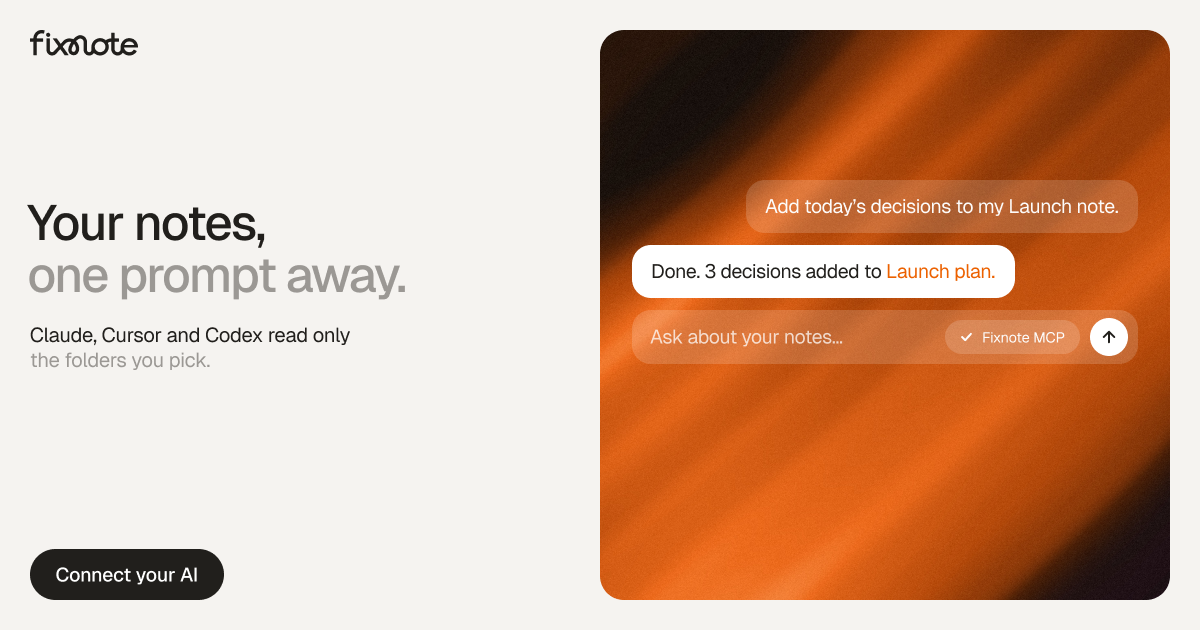 fixnote
Your notes,
one prompt away.
Claude, Cursor and Codex read only
the folders you pick.
Connect your AI
Add today's decisions to my Launch note.
Done. 3 decisions added to Launch plan.
Ask about your notes...
Fixnote MCP